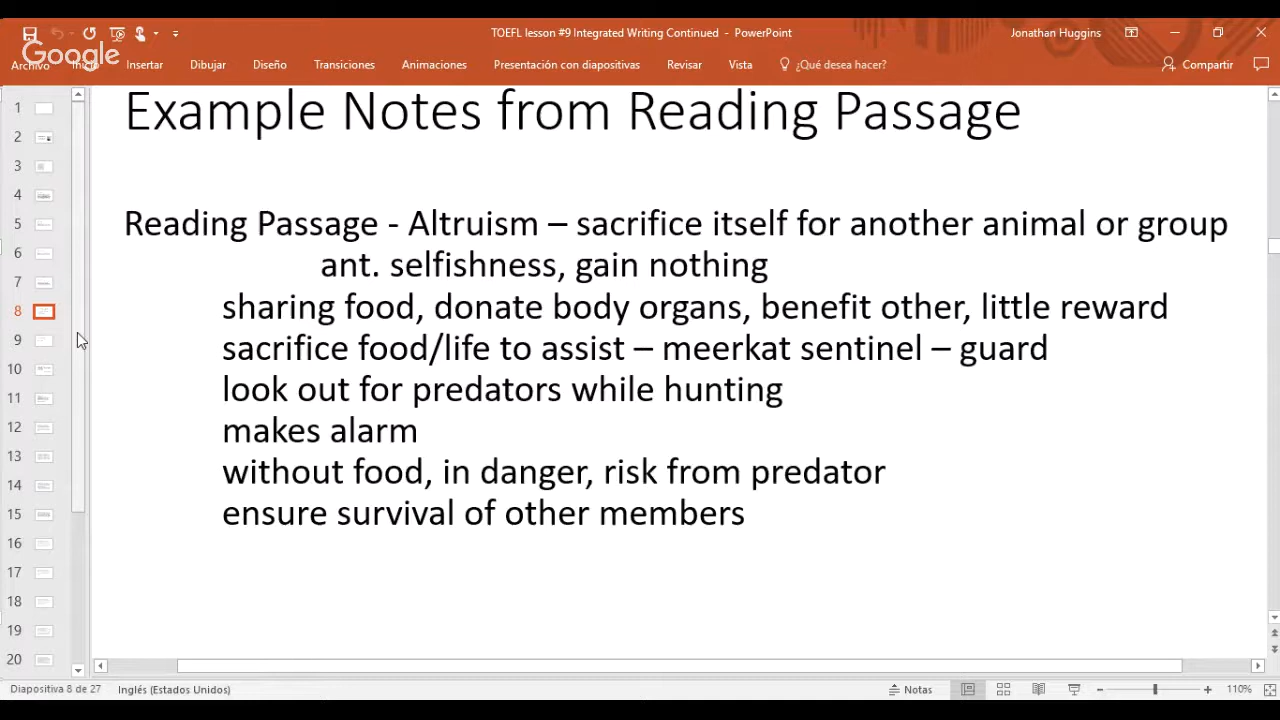 TOEFL lesson #9 Integrated Writing Continued - PowerPoint
Jonathan Huggins
Google
Archivo Insertar Dibujar Diseño Transiciones Animaciones Presentación con diapositivas Revisar Vista ¿Qué desea hacer? Compartir
Example Notes from Reading Passage
Reading Passage - Altruism – sacrifice itself for another animal or group
ant. selfishness, gain nothing
sharing food, donate body organs, benefit other, little reward
sacrifice food/life to assist – meerkat sentinel – guard
look out for predators while hunting
makes alarm
without food, in danger, risk from predator
ensure survival of other members
1
2
3
4
5
6
7
8
9
10
11
12
13
14
15
16
17
18
19
20
Diapositiva 8 de 27 Inglés (Estados Unidos) Notas 110%